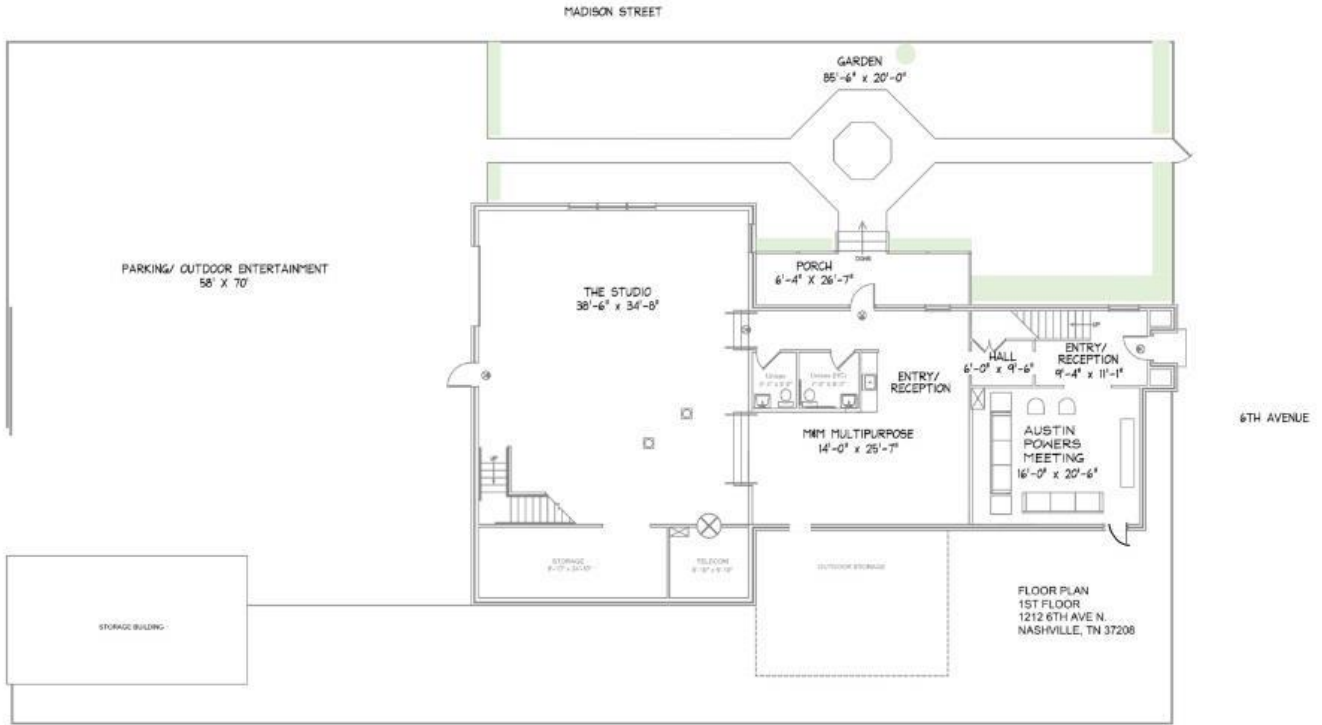 MADISON STREET
GARDEN
85'-6" x 20'-0"
PARKING/ OUTDOOR ENTERTAINMENT
58' X 70'
THE STUDIO
38'-6" x 34'-8"
PORCH
6'-4" X 26'-7"
DOWN
UP
HALL
6'-0" x 9'-6"
ENTRY/
RECEPTION
9'-4" x 11'-1"
ENTRY/
RECEPTION
M&M MULTIPURPOSE
14'-0" x 25'-7"
AUSTIN
POWERS
MEETING
16'-0" x 20'-6"
6TH AVENUE
UP
STORAGE
TELECOM
OUTDOOR STORAGE
STORAGE BUILDING
FLOOR PLAN
1ST FLOOR
1212 6TH AVE N.
NASHVILLE, TN 37208